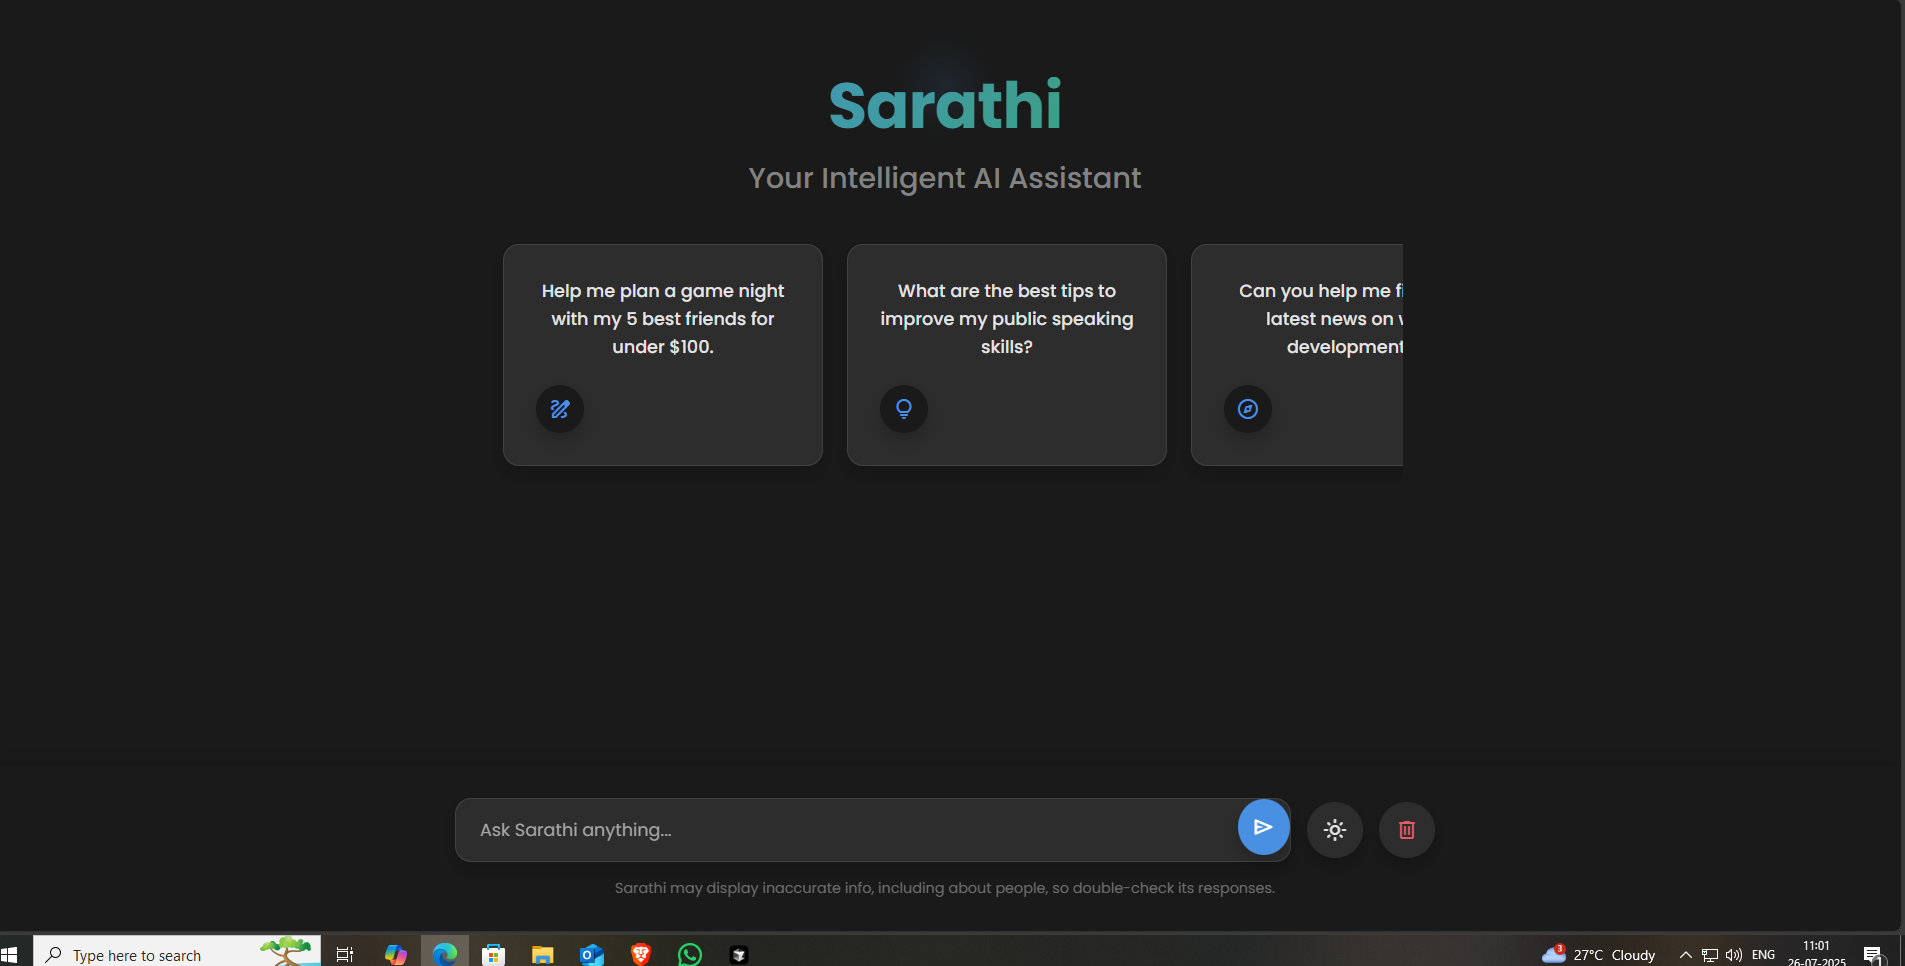 Sarathi
Your Intelligent AI Assistant
Help me plan a game night
with my 5 best friends for
under $100.
What are the best tips to
improve my public speaking
skills?
Can you help me
latest news on
development
Ask Sarathi anything...
Sarathi may display inaccurate info, including about people, so double-check its responses.
Type here to search
3
27°C Cloudy
ENG
11:01
26-07-2025
1